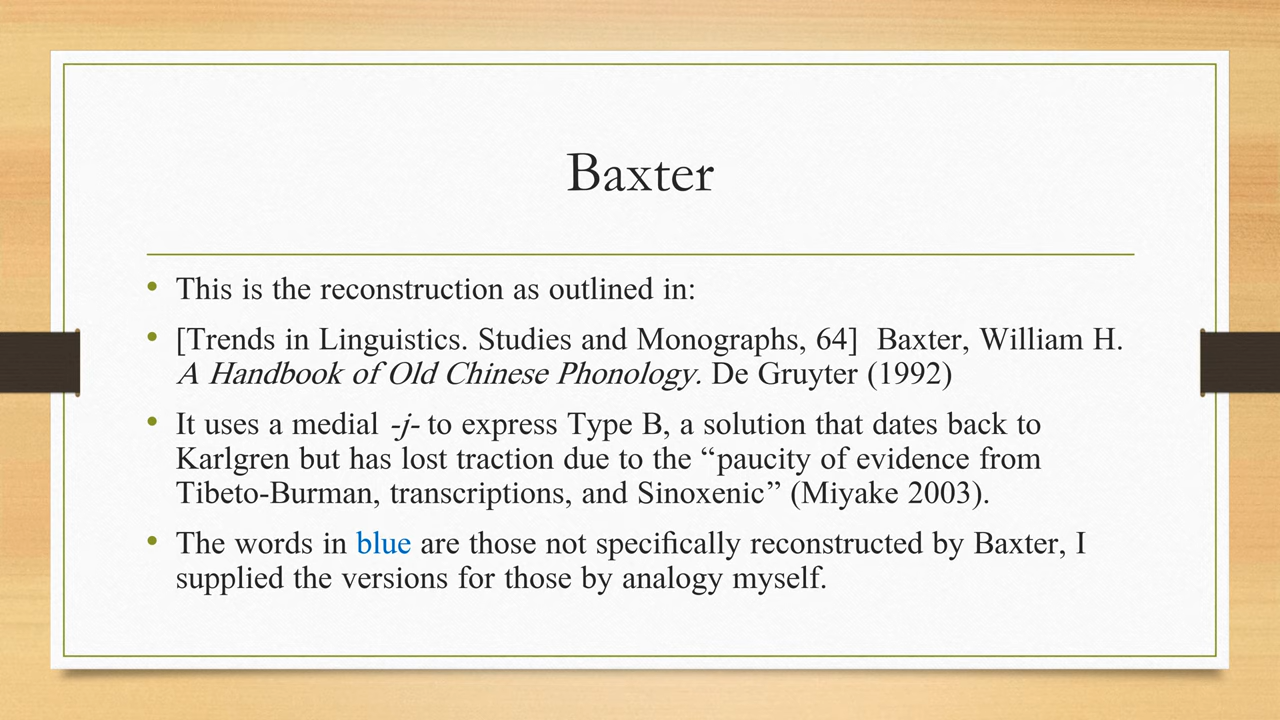 Baxter
• This is the reconstruction as outlined in:
• [Trends in Linguistics. Studies and Monographs, 64]  Baxter, William H.
A Handbook of Old Chinese Phonology. De Gruyter (1992)
• It uses a medial -j- to express Type B, a solution that dates back to
Karlgren but has lost traction due to the “paucity of evidence from
Tibeto-Burman, transcriptions, and Sinoxenic” (Miyake 2003).
• The words in blue are those not specifically reconstructed by Baxter, I
supplied the versions for those by analogy myself.